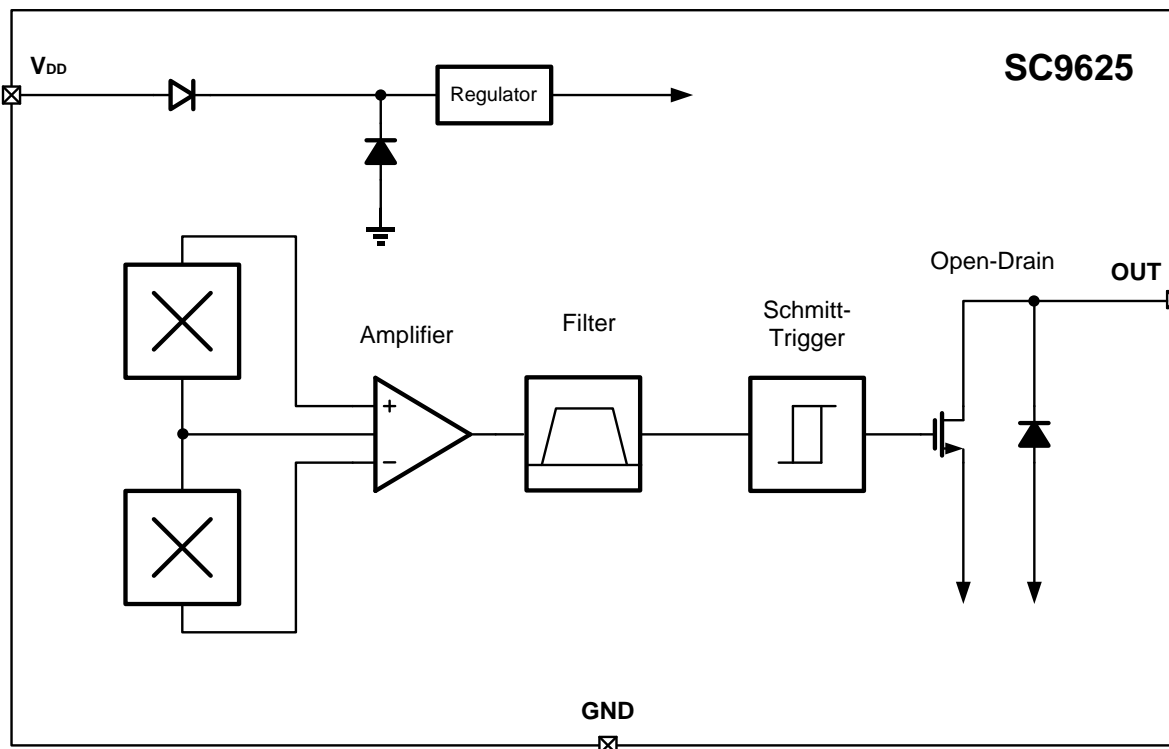 SC9625
VDD
Regulator
Open-Drain
OUT
Amplifier
Filter
Schmitt-
Trigger
+
−
GND